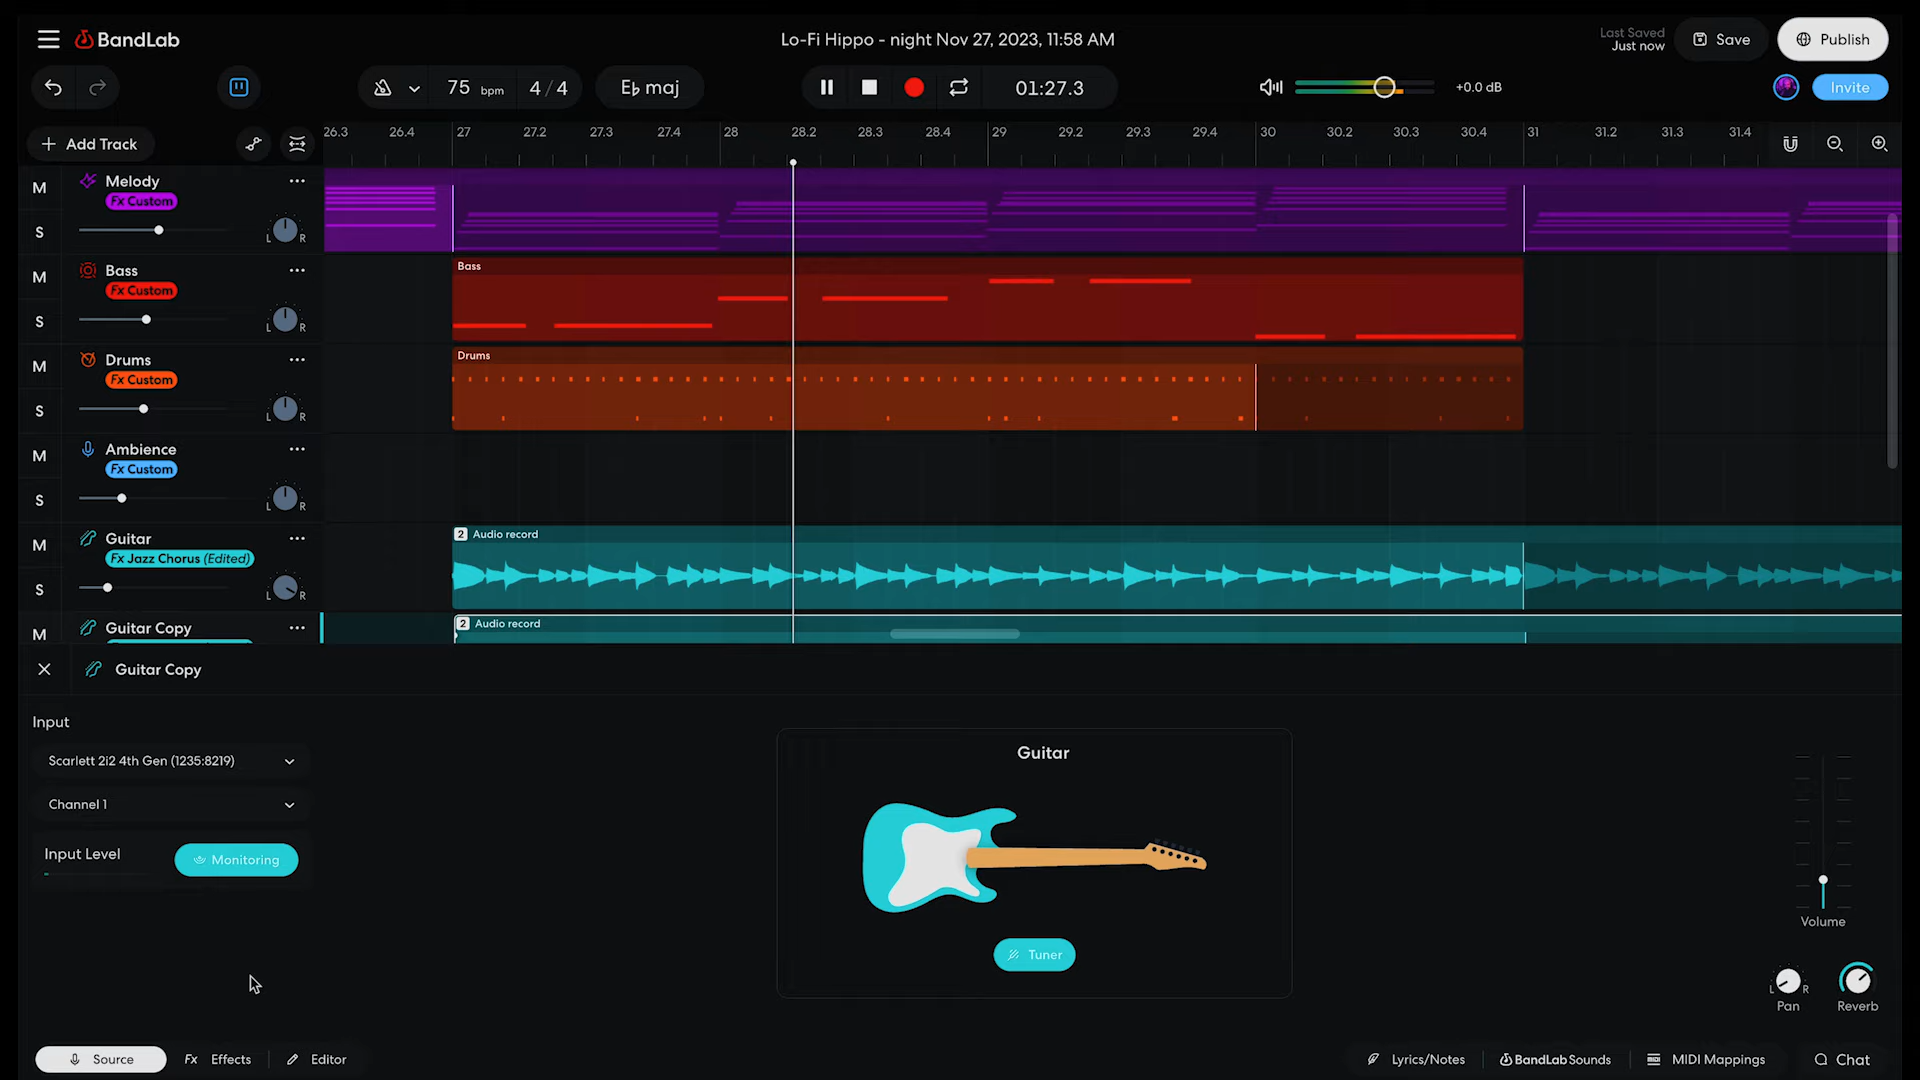 BandLab
Lo-Fi Hippo - night Nov 27, 2023, 11:58 AM
Last Saved
Just now
Save
Publish
75 bpm
4 / 4
E♭ maj
01:27.3
+0.0 dB
Invite
Add Track
26.3 26.4 27 27.2 27.3 27.4 28 28.2 28.3 28.4 29 29.2 29.3 29.4 30 30.2 30.3 30.4 31 31.2 31.3 31.4
M
Melody
Fx Custom
S
L R
M
Bass
Fx Custom
S
L R
Bass
M
Drums
Fx Custom
S
L R
Drums
M
Ambience
Fx Custom
S
L R
M
Guitar
Fx Jazz Chorus (Edited)
S
L R
2 Audio record
M
Guitar Copy
2 Audio record
Guitar Copy
Input
Scarlett 2i2 4th Gen (1235:8219)
Channel 1
Input Level
Monitoring
Guitar
Tuner
Volume
L R
Pan
Reverb
Source
Fx Effects
Editor
Lyrics/Notes
BandLab Sounds
MIDI Mappings
Chat